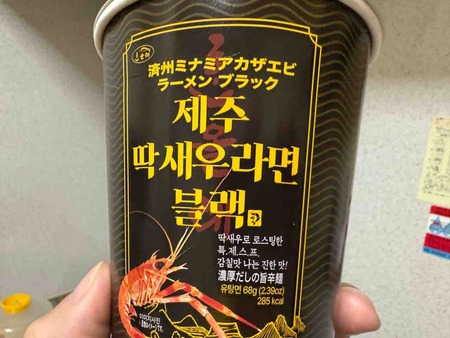 済州ミナミアカザエビ
ラーメン ブラック
제주
딱새우라면
블랙
딱새우로 로스팅한
특.제.스.프.
감칠맛 나는 진한 맛!
濃厚だしの旨辛麺
유탕면 68g (2.39oz)
285 kcal